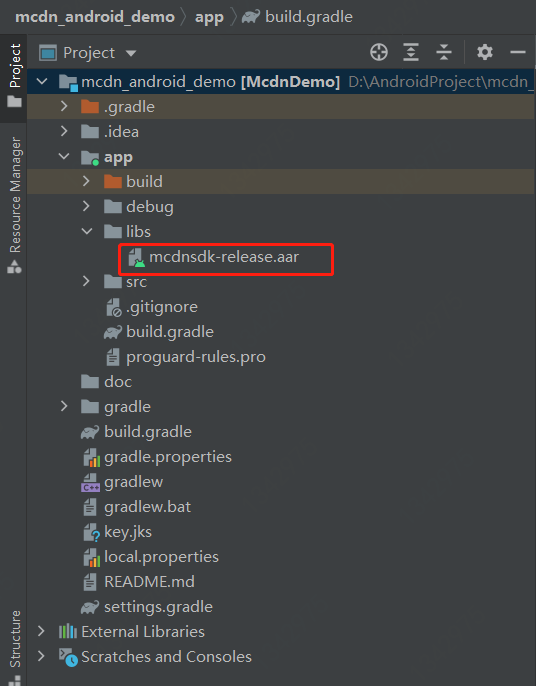 mcdn_android_demo app build.gradle
Project
Project
mcdn_android_demo [McdnDemo] D:\AndroidProject\mcdn_
.gradle
.idea
app
build
Resource Manager
debug
libs
mcdnsdk-release.aar
src
.gitignore
build.gradle
proguard-rules.pro
doc
gradle
build.gradle
gradle.properties
C++
gradlew
gradlew.bat
key.jks
local.properties
README.md
settings.gradle
Structure
External Libraries
Scratches and Consoles